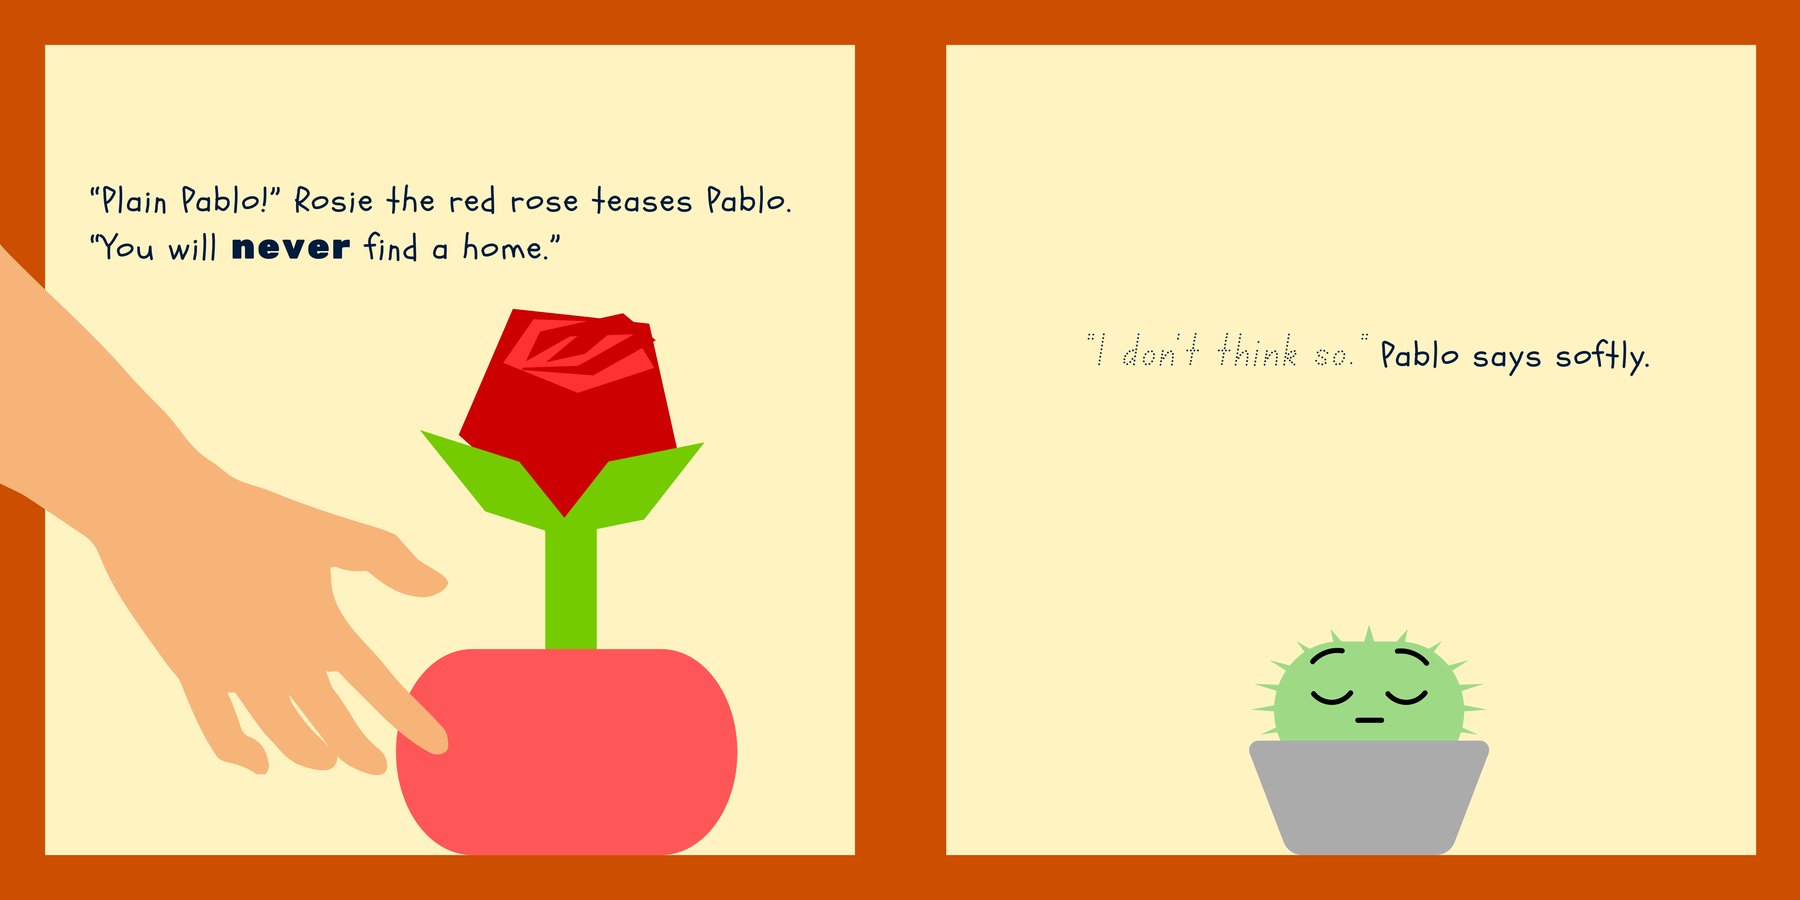 “Plain Pablo!” Rosie the red rose teases Pablo.
“You will never find a home.”
"I don't think so." Pablo says softly.